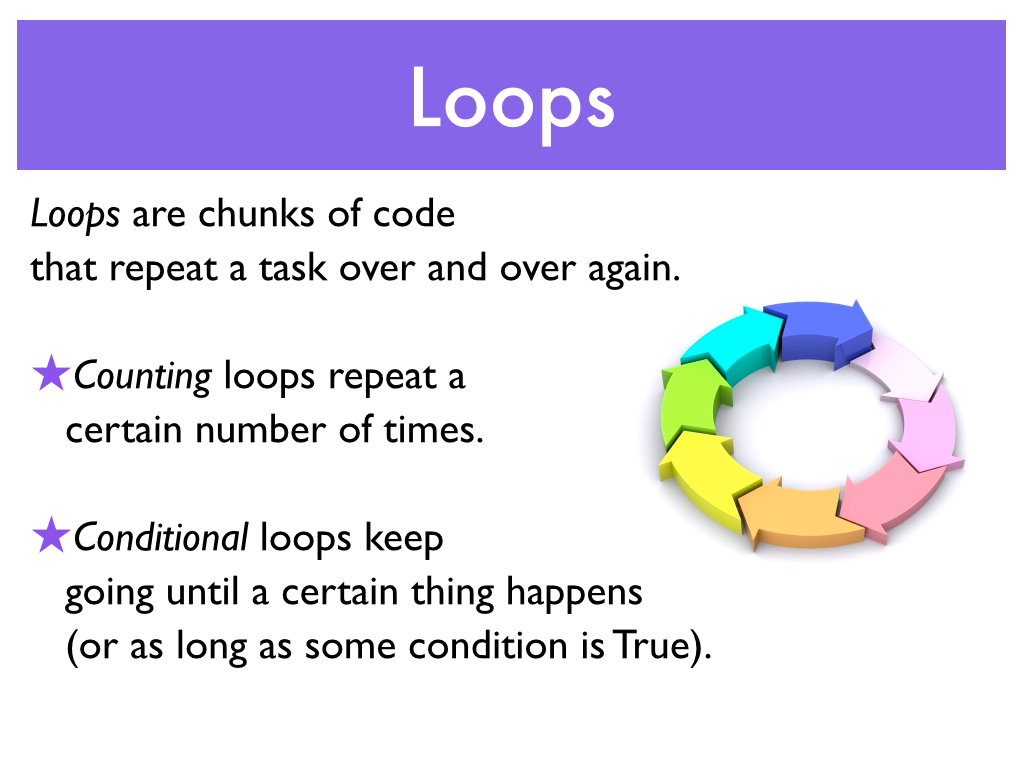 Loops
Loops are chunks of code
that repeat a task over and over again.
★Counting loops repeat a
certain number of times.
★Conditional loops keep
going until a certain thing happens
(or as long as some condition is True).